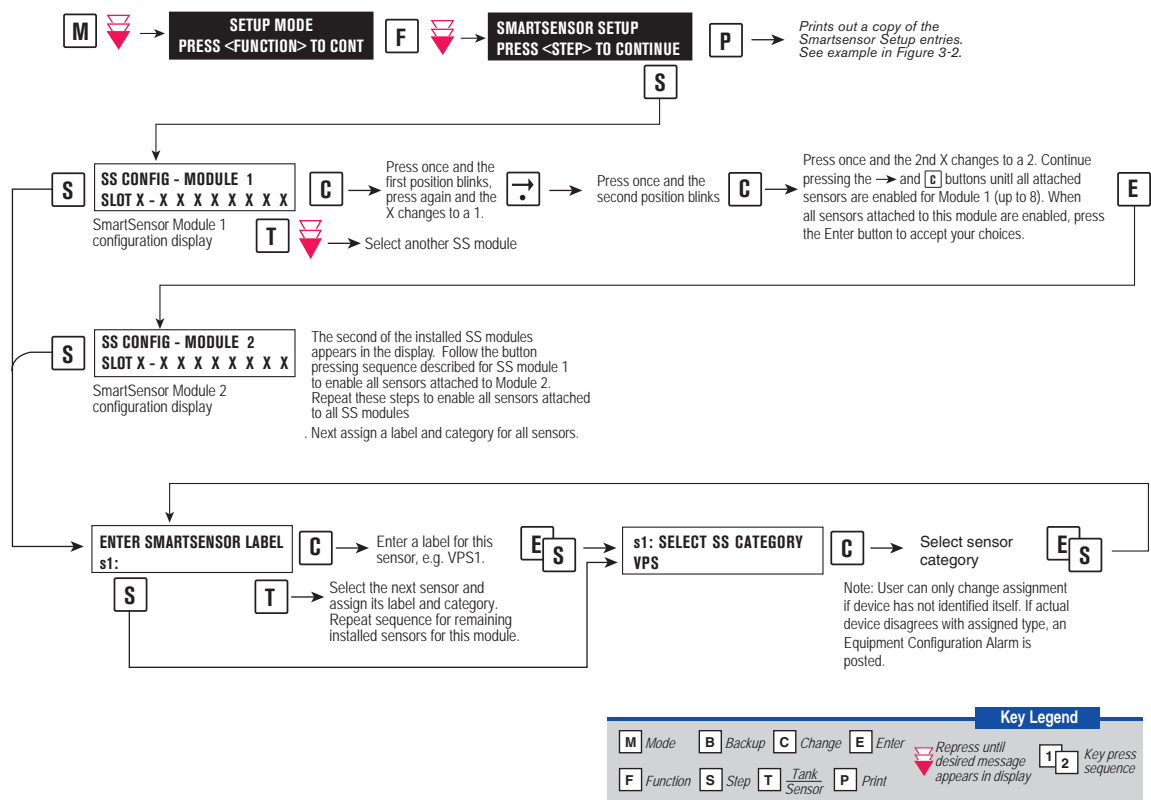 M
SETUP MODE
PRESS <FUNCTION> TO CONT
F
SMARTSENSOR SETUP
PRESS <STEP> TO CONTINUE
P
Prints out a copy of the
Smartsensor Setup entries.
See example in Figure 3-2.
S
S
SS CONFIG - MODULE 1
SLOT X - X X X X X X X X
SmartSensor Module 1
configuration display
C
Press once and the
first position blinks,
press again and the
X changes to a 1.
Press once and the
second position blinks
C
Press once and the 2nd X changes to a 2. Continue
pressing the → and C buttons unitl all attached
sensors are enabled for Module 1 (up to 8). When
all sensors attached to this module are enabled, press
the Enter button to accept your choices.
E
T
Select another SS module
S
SS CONFIG - MODULE 2
SLOT X - X X X X X X X X
SmartSensor Module 2
configuration display
The second of the installed SS modules
appears in the display. Follow the button
pressing sequence described for SS module 1
to enable all sensors attached to Module 2.
Repeat these steps to enable all sensors attached
to all SS modules
. Next assign a label and category for all sensors.
ENTER SMARTSENSOR LABEL
s1:
C
Enter a label for this
sensor, e.g. VPS1.
E S
s1: SELECT SS CATEGORY
VPS
C
Select sensor
category
E S
S
T
Select the next sensor and
assign its label and category.
Repeat sequence for remaining
installed sensors for this module.
Note: User can only change assignment
if device has not identified itself. If actual
device disagrees with assigned type, an
Equipment Configuration Alarm is
posted.
Key Legend
M Mode B Backup C Change E Enter
F Function S Step T Tank Sensor P Print
Repress until
desired message
appears in display
1 2 Key press
sequence